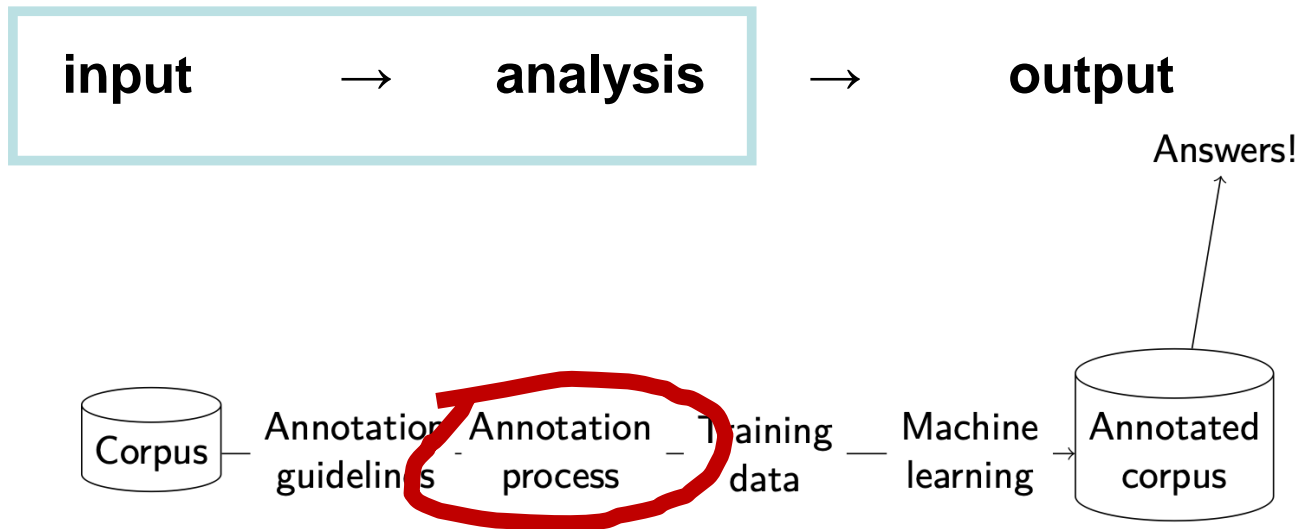 input → analysis → output
Answers!
Corpus
Annotation
guidelines
Annotation
process
Training
data
Machine
learning
Annotated
corpus